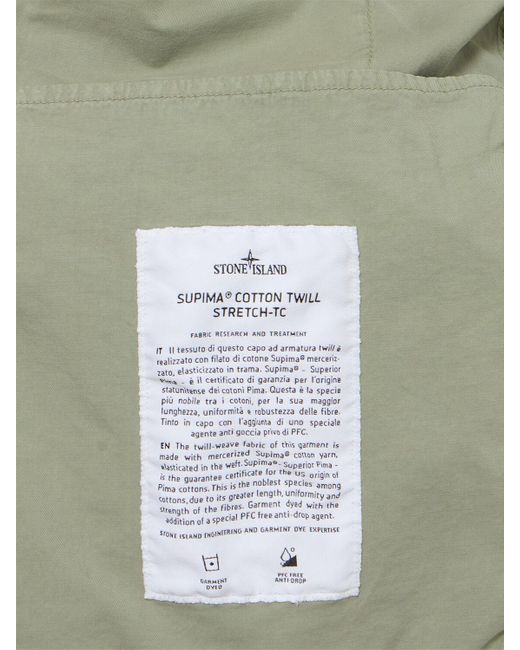 STONE ISLAND
SUPIMA® COTTON TWILL
STRETCH-TC
FABRIC RESEARCH AND TREATMENT
IT Il tessuto di questo capo ad armatura twill è
realizzato con filato di cotone Supima® merceriz-
zato, elasticizzato in trama. Supima® - Superior
Pima - è il certificato di garanzia per l'origine
statunitense dei cotoni Pima. Questa è la specie
più nobile tra i cotoni, per la sua maggior
lunghezza, uniformità e robustezza delle fibre.
Tinto in capo con l'aggiunta di uno speciale
agente anti goccia privo di PFC.
EN The twill-weave fabric of this garment is
made with mercerized Supima® cotton yarn,
elasticated in the weft. Supima®- Superior Pima -
is the guarantee certificate for the US origin of
Pima cottons. This is the noblest species among
cottons, due to its greater length, uniformity and
strength of the fibres. Garment dyed with the
addition of a special PFC free anti-drop agent.
STONE ISLAND ENGINEERING AND GARMENT DYE EXPERTISE
GARMENT
DYED
PFC FREE
ANTI-DROP